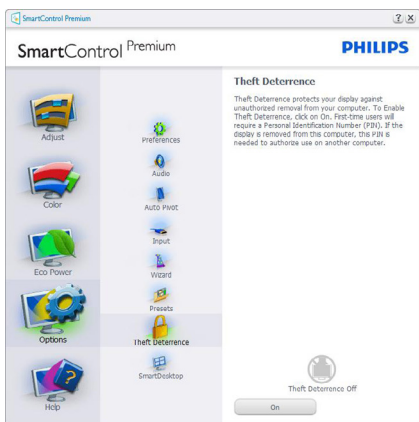 SmartControl Premium
SmartControl Premium
PHILIPS
Adjust
Color
Eco Power
Options
Help
Preferences
Audio
Auto Pivot
Input
Wizard
Presets
Theft Deterrence
SmartDesktop
Theft Deterrence
Theft Deterrence protects your display against
unauthorized removal from your computer. To Enable
Theft Deterrence, click on On. First-time users will
require a Personal Identification Number (PIN). If the
display is removed from this computer, this PIN is
needed to authorize use on another computer.
Theft Deterrence Off
On